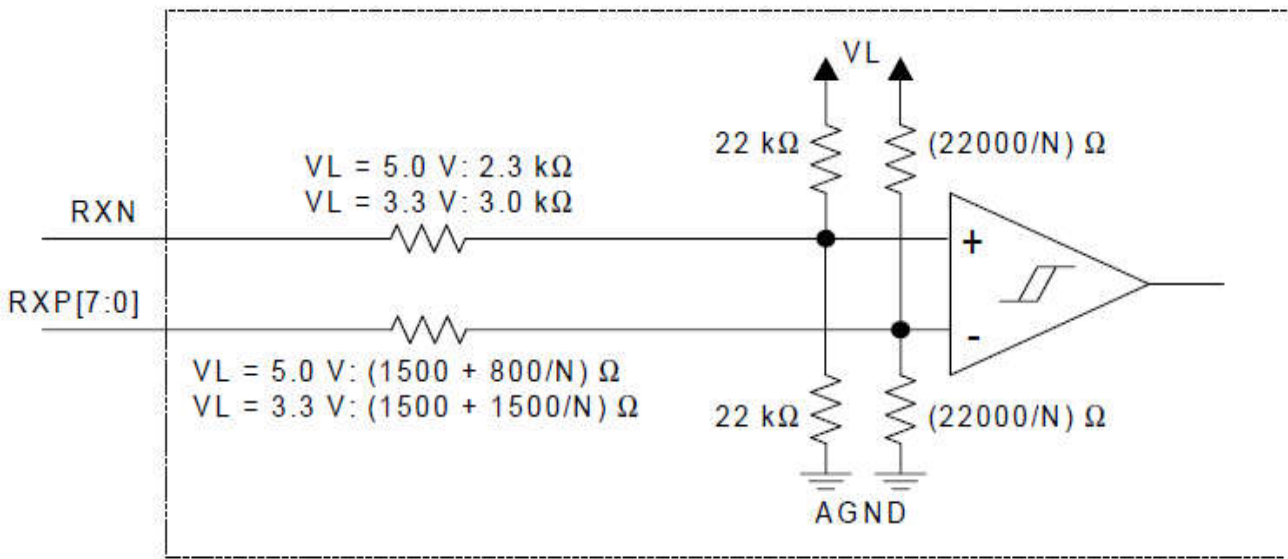 VL
22 kΩ
(22000/N) Ω
VL = 5.0 V: 2.3 kΩ
VL = 3.3 V: 3.0 kΩ
RXN
+
RXP[7:0]
-
VL = 5.0 V: (1500 + 800/N) Ω
VL = 3.3 V: (1500 + 1500/N) Ω
22 kΩ
(22000/N) Ω
AGND